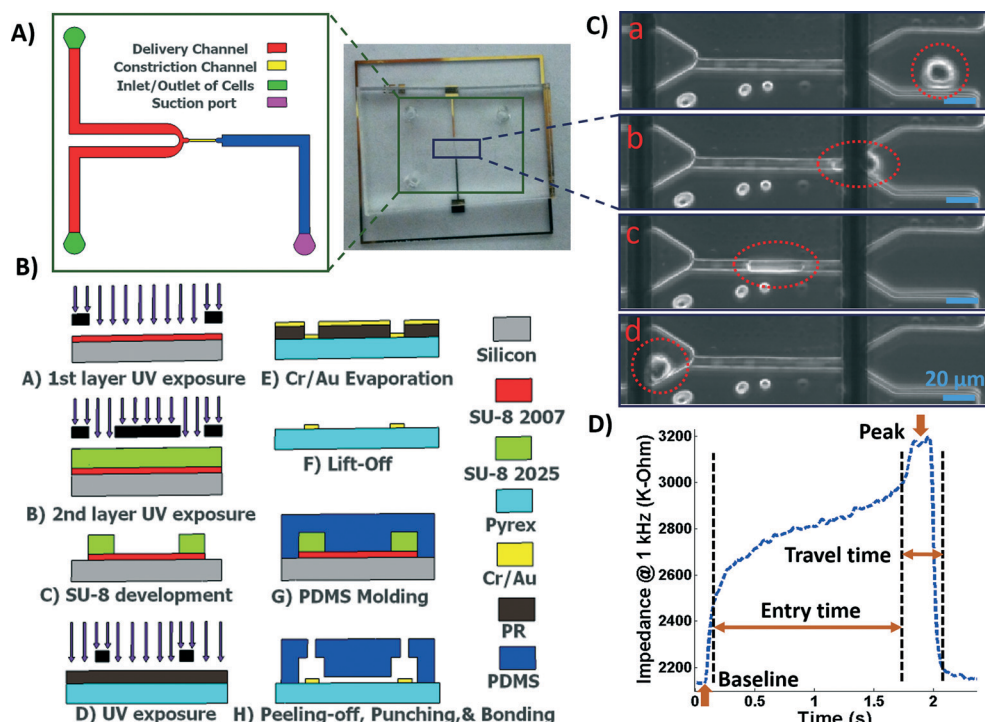 A)
Delivery Channel
Constriction Channel
Inlet/Outlet of Cells
Suction port
B)
A) 1st layer UV exposure
B) 2nd layer UV exposure
C) SU-8 development
D) UV exposure
E) Cr/Au Evaporation
F) Lift-Off
G) PDMS Molding
H) Peeling-off, Punching,& Bonding
Silicon
SU-8 2007
SU-8 2025
Pyrex
Cr/Au
PR
PDMS
C)
a
b
c
d
20 µm
D)
Impedance @ 1 kHz (K-Ohm)
3200
3000
2800
2600
2400
2200
Peak
Travel time
Entry time
Baseline
0
0.5
1
1.5
2
Time (s)